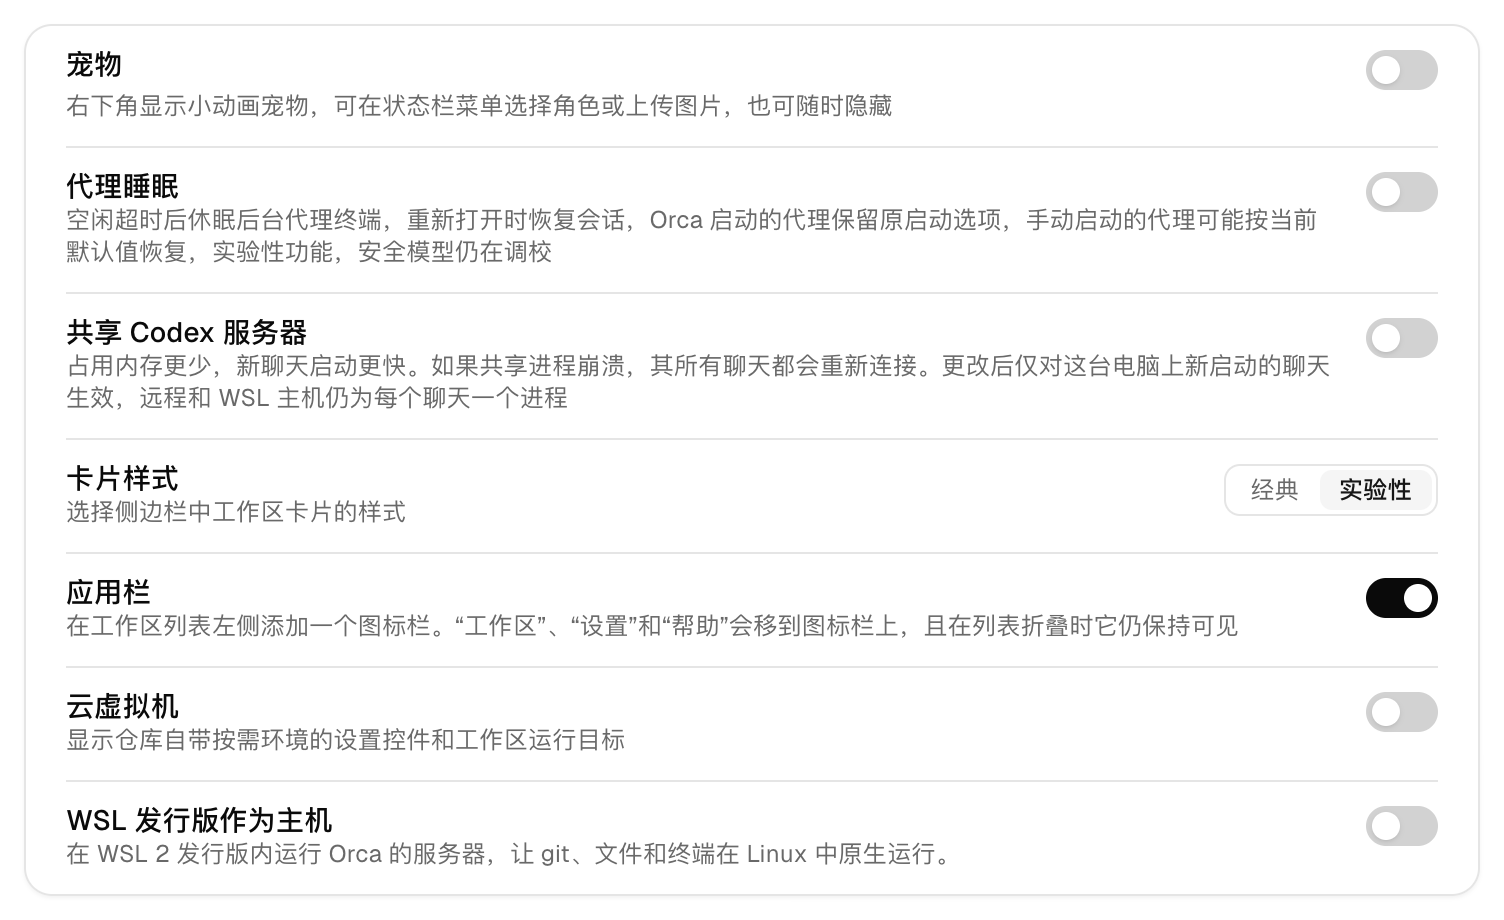 宠物
右下角显示小动画宠物，可在状态栏菜单选择角色或上传图片，也可随时隐藏
代理睡眠
空闲超时后休眠后台代理终端，重新打开时恢复会话，Orca 启动的代理保留原启动选项，手动启动的代理可能按当前
默认值恢复，实验性功能，安全模型仍在调校
共享 Codex 服务器
占用内存更少，新聊天启动更快。如果共享进程崩溃，其所有聊天都会重新连接。更改后仅对这台电脑上新启动的聊天
生效，远程和 WSL 主机仍为每个聊天一个进程
卡片样式
经典 实验性
选择侧边栏中工作区卡片的样式
应用栏
在工作区列表左侧添加一个图标栏。“工作区”、“设置”和“帮助”会移到图标栏上，且在列表折叠时它仍保持可见
云虚拟机
显示仓库自带按需环境的设置控件和工作区运行目标
WSL 发行版作为主机
在 WSL 2 发行版内运行 Orca 的服务器，让 git、文件和终端在 Linux 中原生运行。